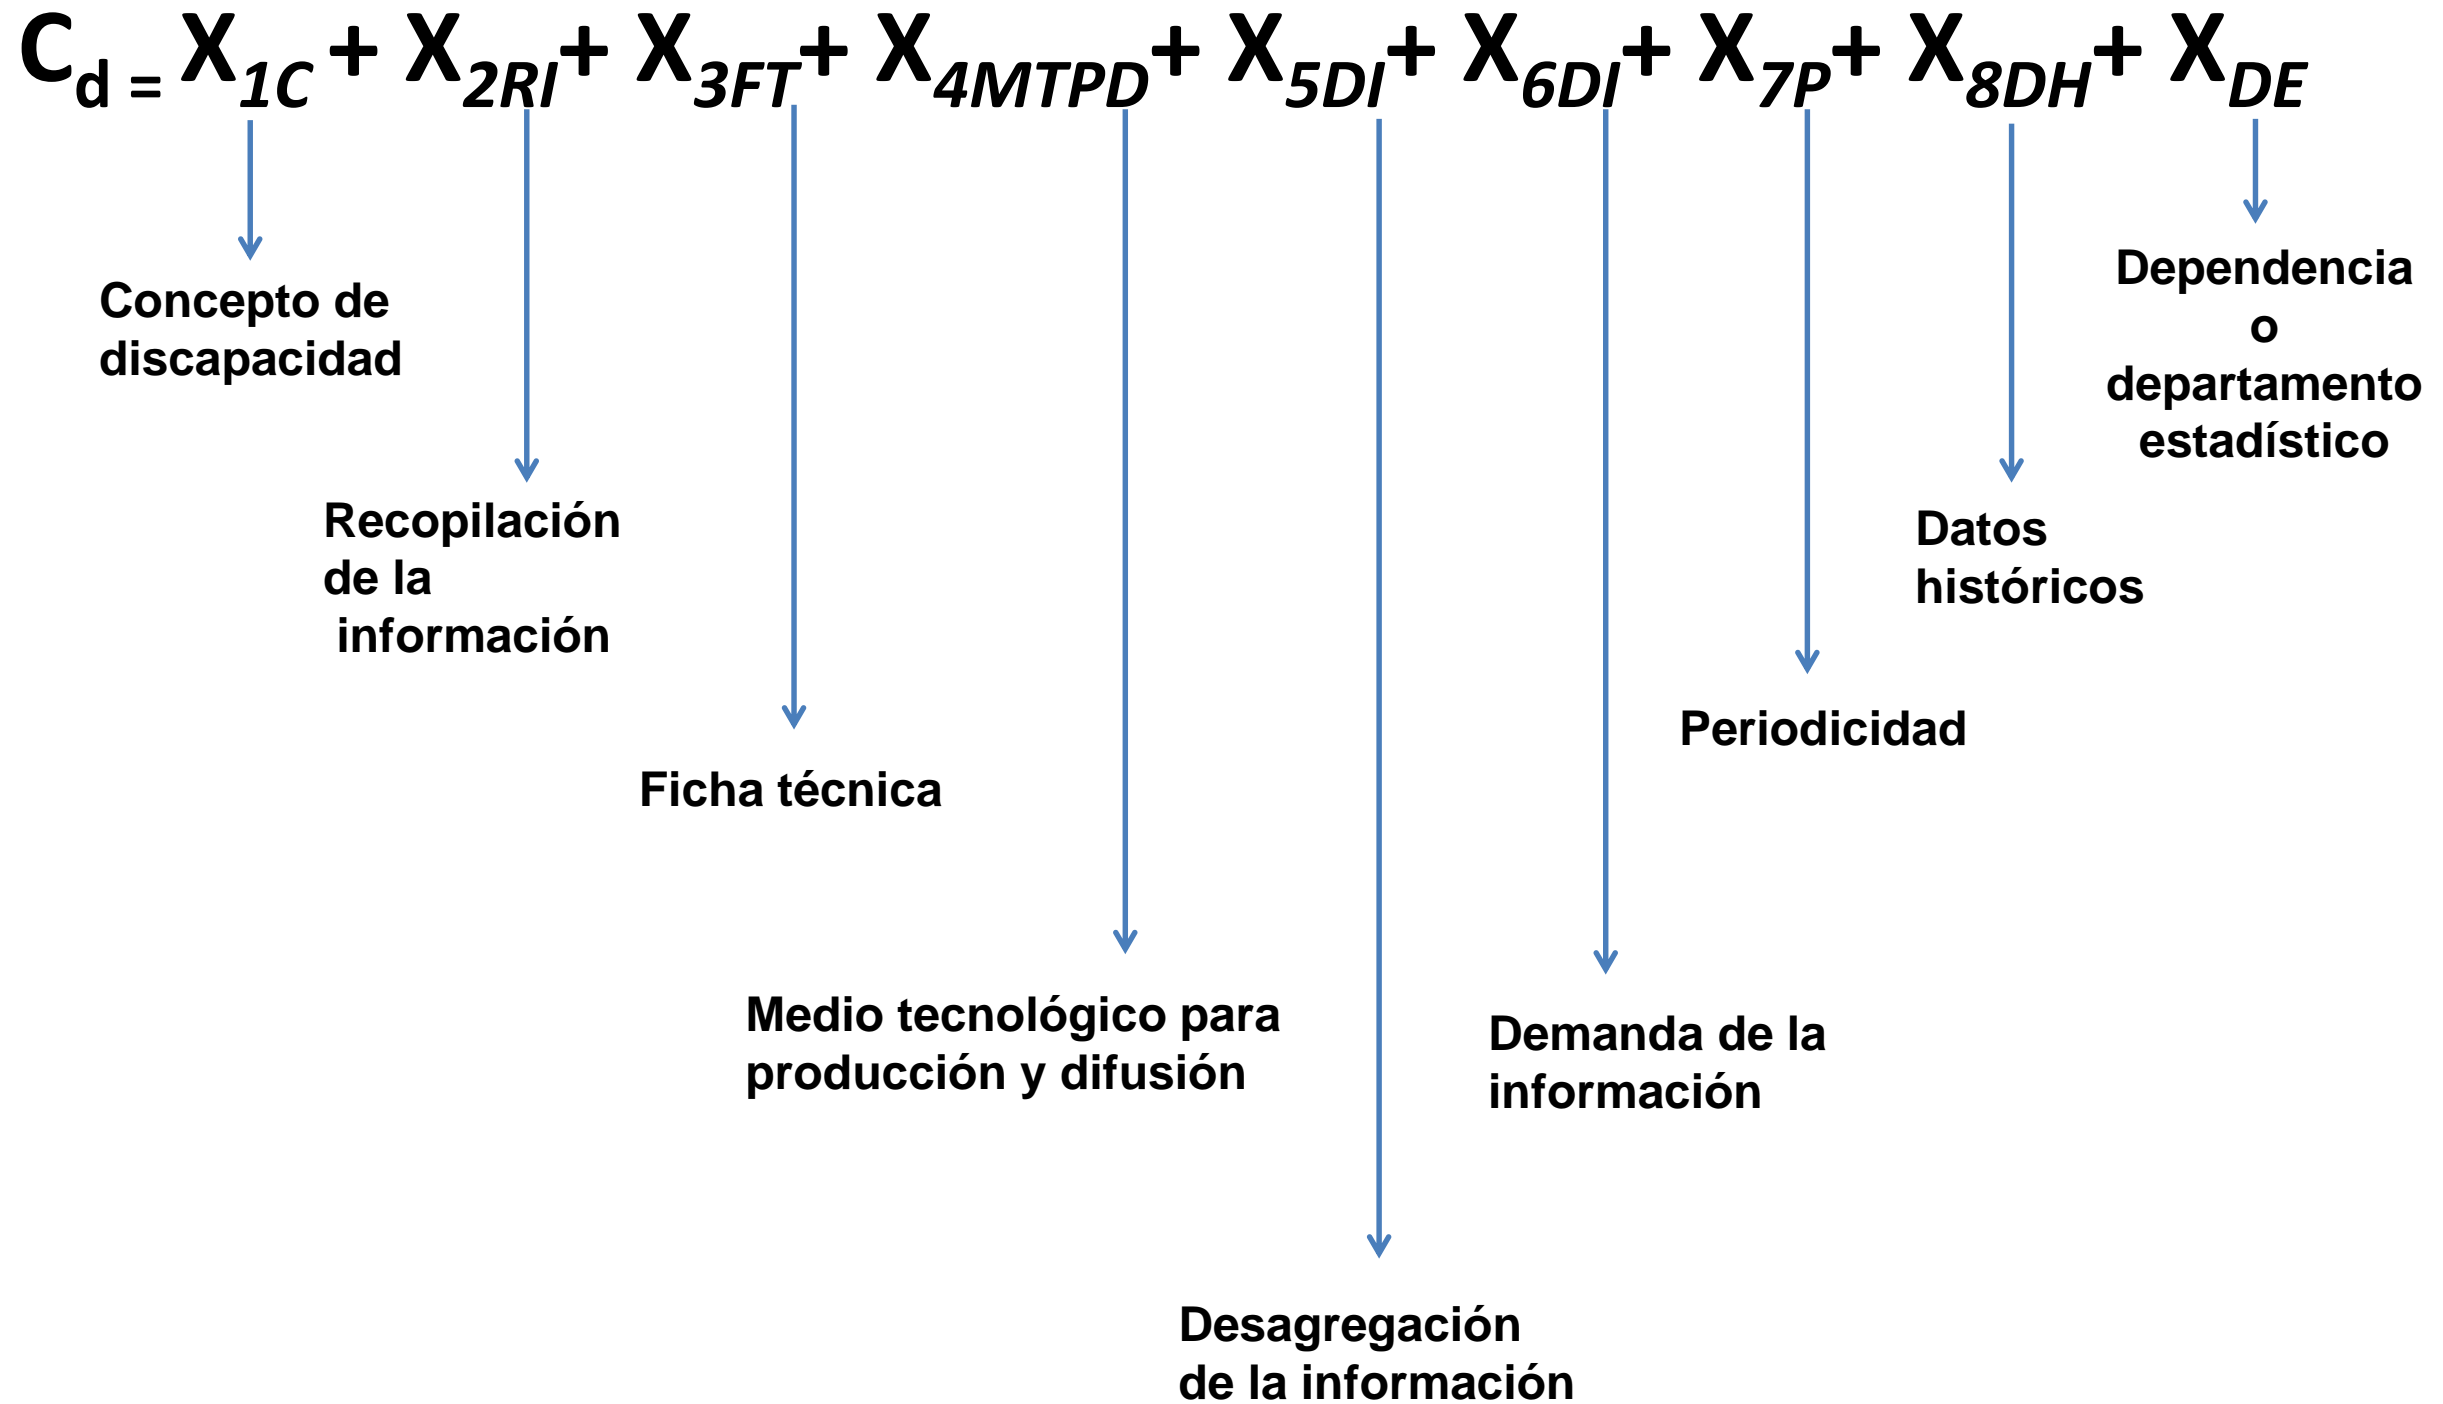 Cd = X1C + X2RI+ X3FT+ X4MTPD+ X5DI+ X6DI+ X7P+ X8DH+ XDE
Concepto de
discapacidad
Recopilación
de la
información
Ficha técnica
Medio tecnológico para
producción y difusión
Desagregación
de la información
Demanda de la
información
Periodicidad
Datos
históricos
Dependencia
o
departamento
estadístico